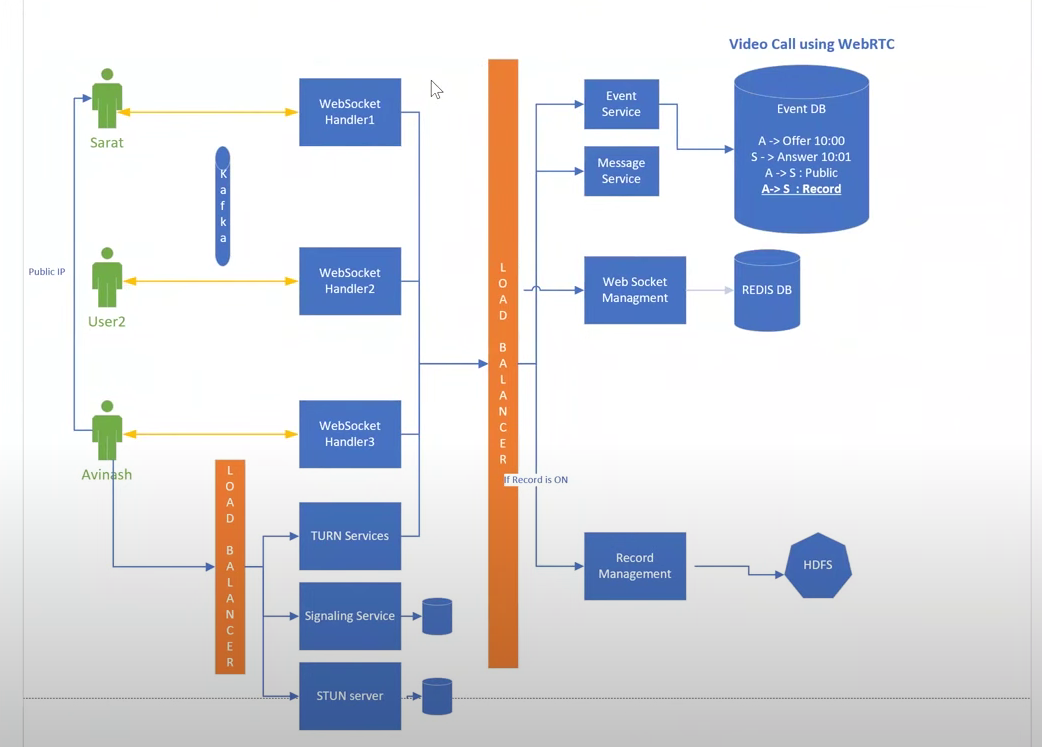 Video Call using WebRTC
Sarat
WebSocket
Handler1
Event
Service
Event DB
A -> Offer 10:00
S - > Answer 10:01
A -> S : Public
A-> S : Record
Message
Service
Kafka
Public IP
User2
WebSocket
Handler2
LOAD BALANCER
Web Socket
Managment
REDIS DB
Avinash
WebSocket
Handler3
If Record is ON
LOAD BALANCER
TURN Services
Record
Management
HDFS
Signaling Service
STUN server